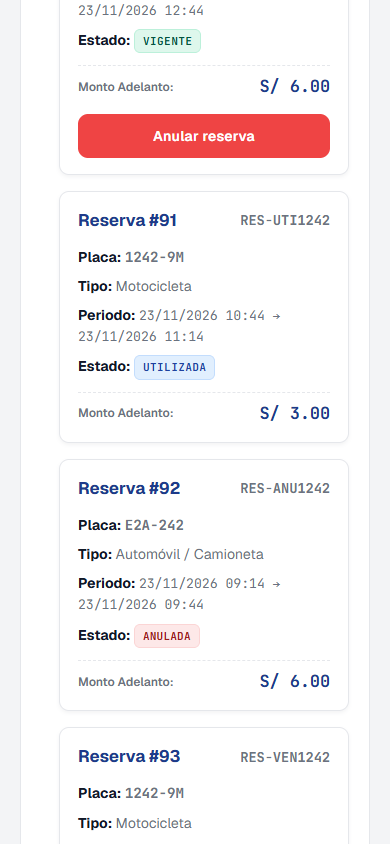 23/11/2026 12:44
Estado: VIGENTE
Monto Adelanto: S/ 6.00
Anular reserva
Reserva #91 RES-UTI1242
Placa: 1242-9M
Tipo: Motocicleta
Periodo: 23/11/2026 10:44 →
23/11/2026 11:14
Estado: UTILIZADA
Monto Adelanto: S/ 3.00
Reserva #92 RES-ANU1242
Placa: E2A-242
Tipo: Automóvil / Camioneta
Periodo: 23/11/2026 09:14 →
23/11/2026 09:44
Estado: ANULADA
Monto Adelanto: S/ 6.00
Reserva #93 RES-VEN1242
Placa: 1242-9M
Tipo: Motocicleta